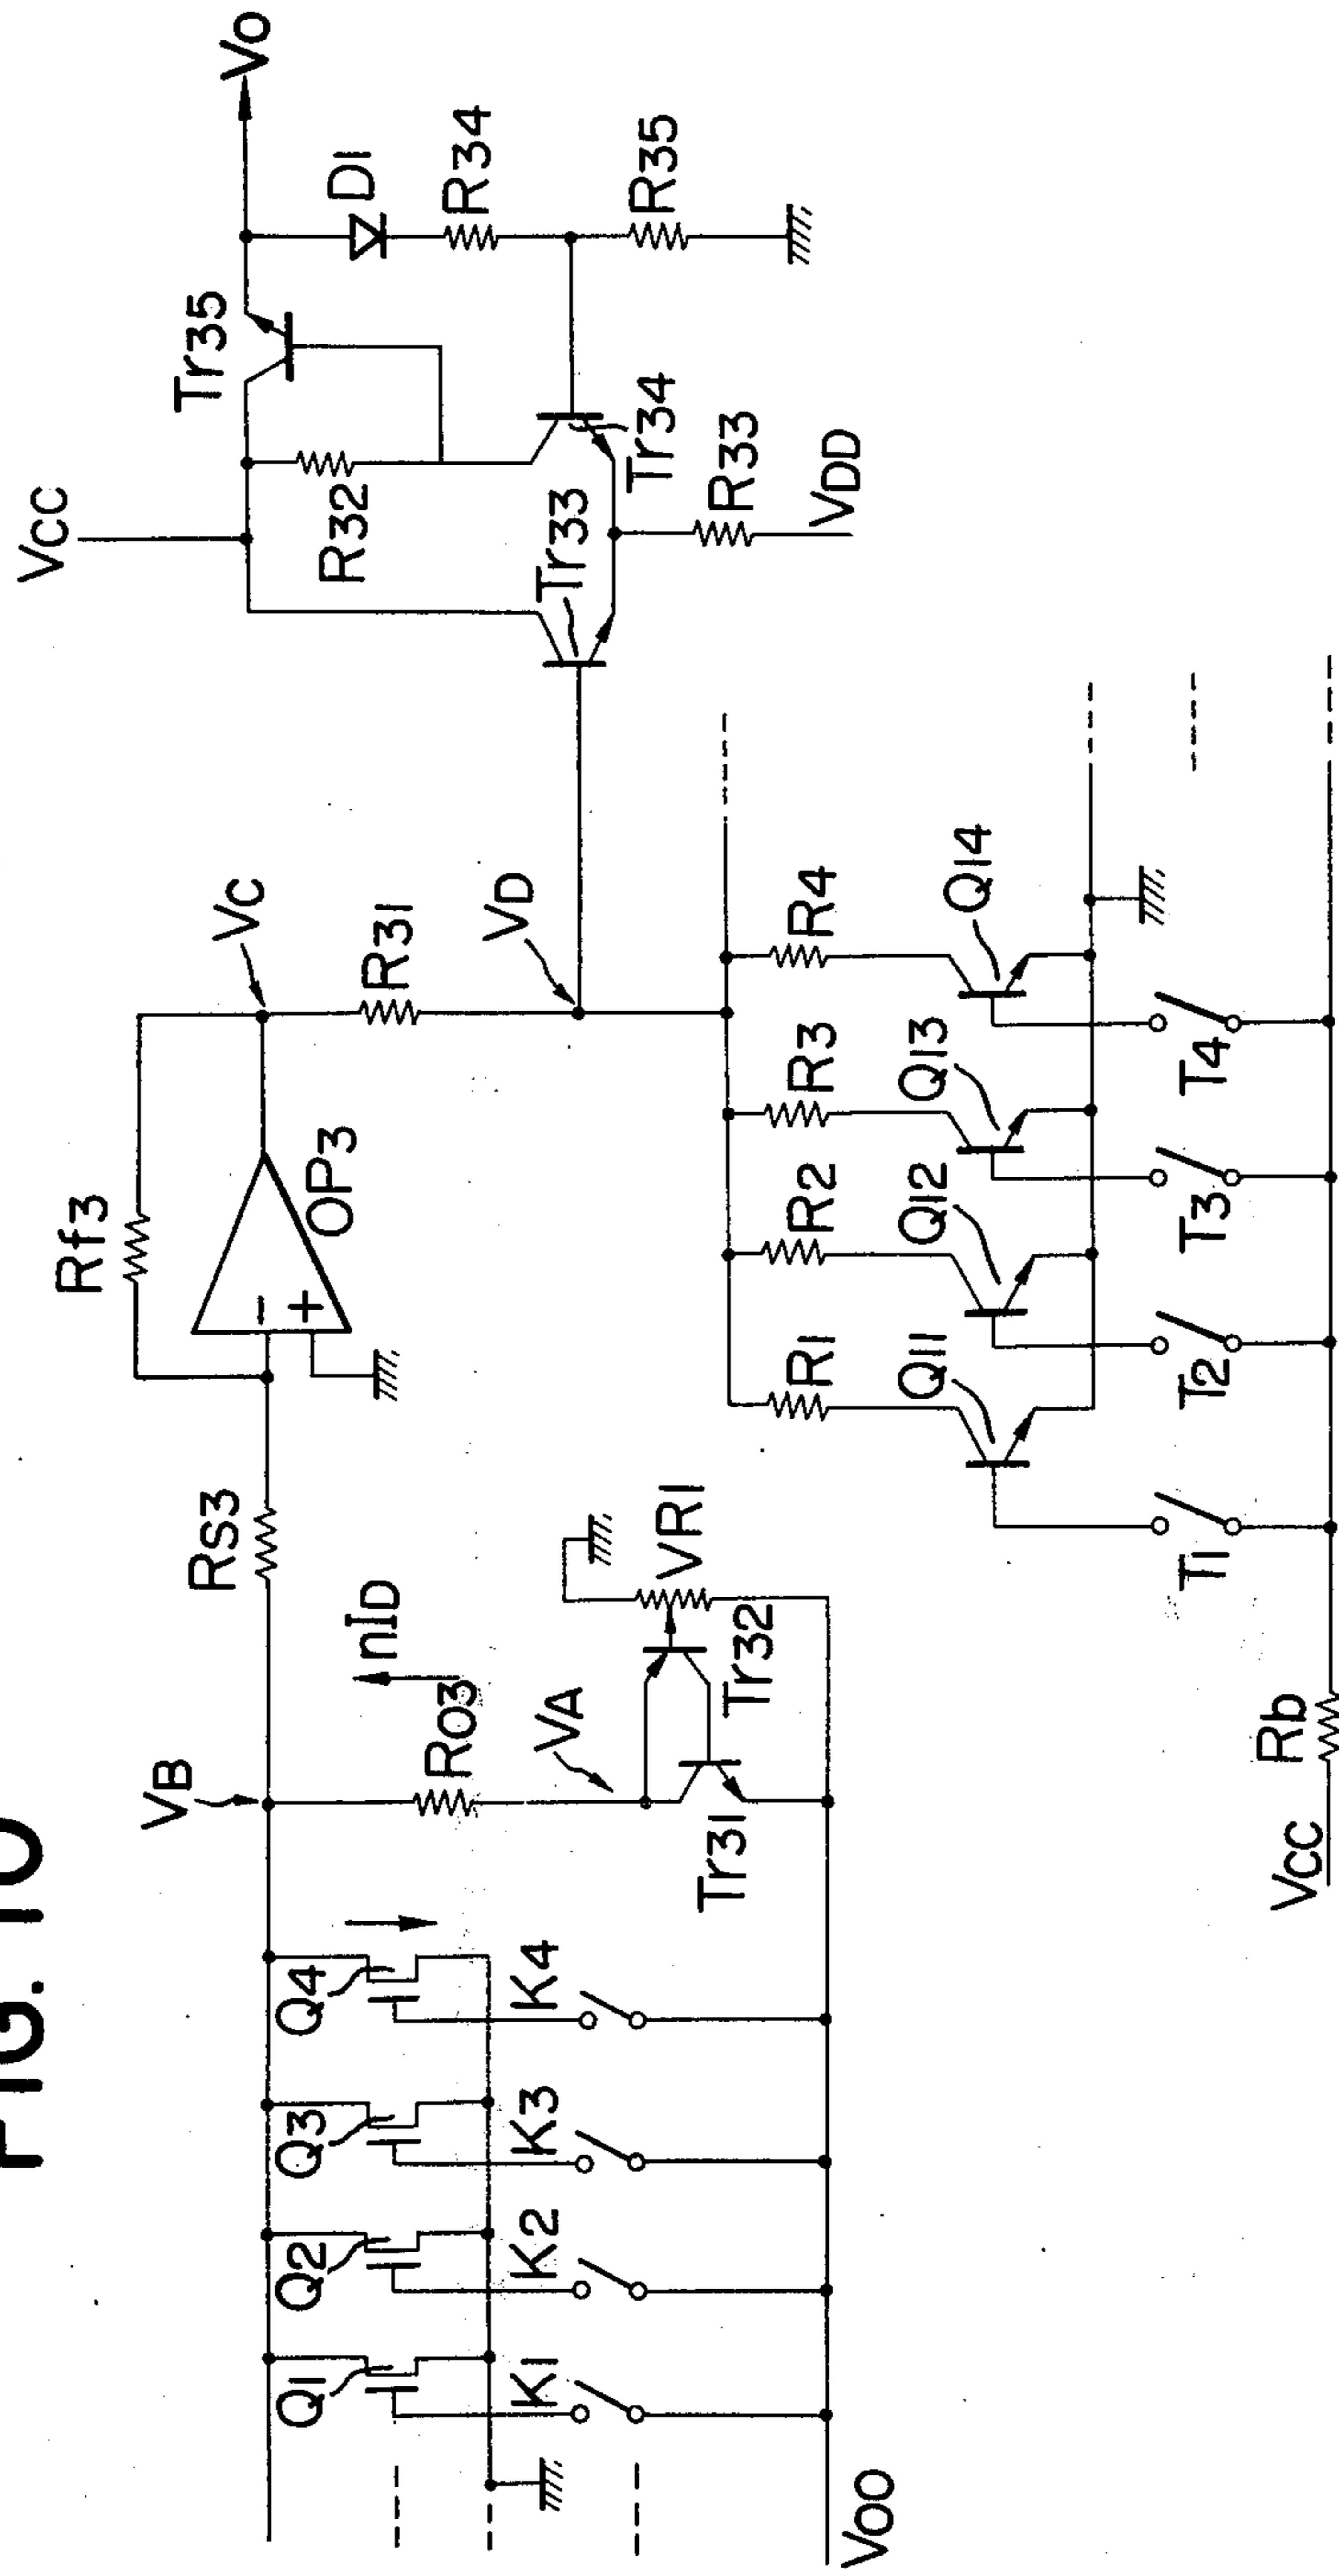 FIG. 10
VB
RS3
Rf3
OP3
VC
R31
VD
VCC
R32
Tr35
VO
D1
R34
R35
Tr33
Tr34
R33
VDD
nID
RO3
VA
Tr31
Tr32
VR1
Q1
Q2
Q3
Q4
K1
K2
K3
K4
VOO
R1
R2
R3
R4
Q11
Q12
Q13
Q14
T1
T2
T3
T4
VCC
Rb